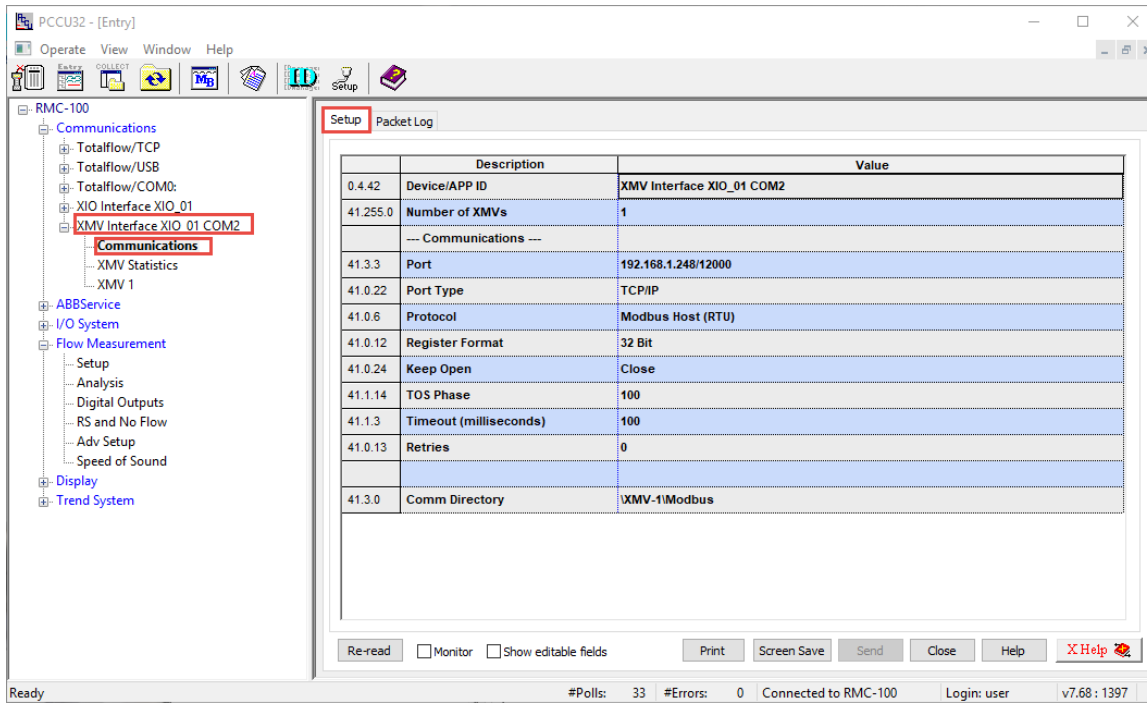 PCCU32 - [Entry]
Operate View Window Help
Entry COLLECT MB ID Setup
RMC-100
Communications
Totalflow/TCP
Totalflow/USB
Totalflow/COM0:
XIO Interface XIO_01
XMV Interface XIO_01 COM2
Communications
XMV Statistics
XMV 1
ABBService
I/O System
Flow Measurement
Setup
Analysis
Digital Outputs
RS and No Flow
Adv Setup
Speed of Sound
Display
Trend System
Setup Packet Log
Description Value
0.4.42 Device/APP ID XMV Interface XIO_01 COM2
41.255.0 Number of XMVs 1
--- Communications ---
41.3.3 Port 192.168.1.248/12000
41.0.22 Port Type TCP/IP
41.0.6 Protocol Modbus Host (RTU)
41.0.12 Register Format 32 Bit
41.0.24 Keep Open Close
41.1.14 TOS Phase 100
41.1.3 Timeout (milliseconds) 100
41.0.13 Retries 0
41.3.0 Comm Directory \XMV-1\Modbus
Re-read Monitor Show editable fields Print Screen Save Send Close Help X Help
Ready #Polls: 33 #Errors: 0 Connected to RMC-100 Login: user v7.68 : 1397